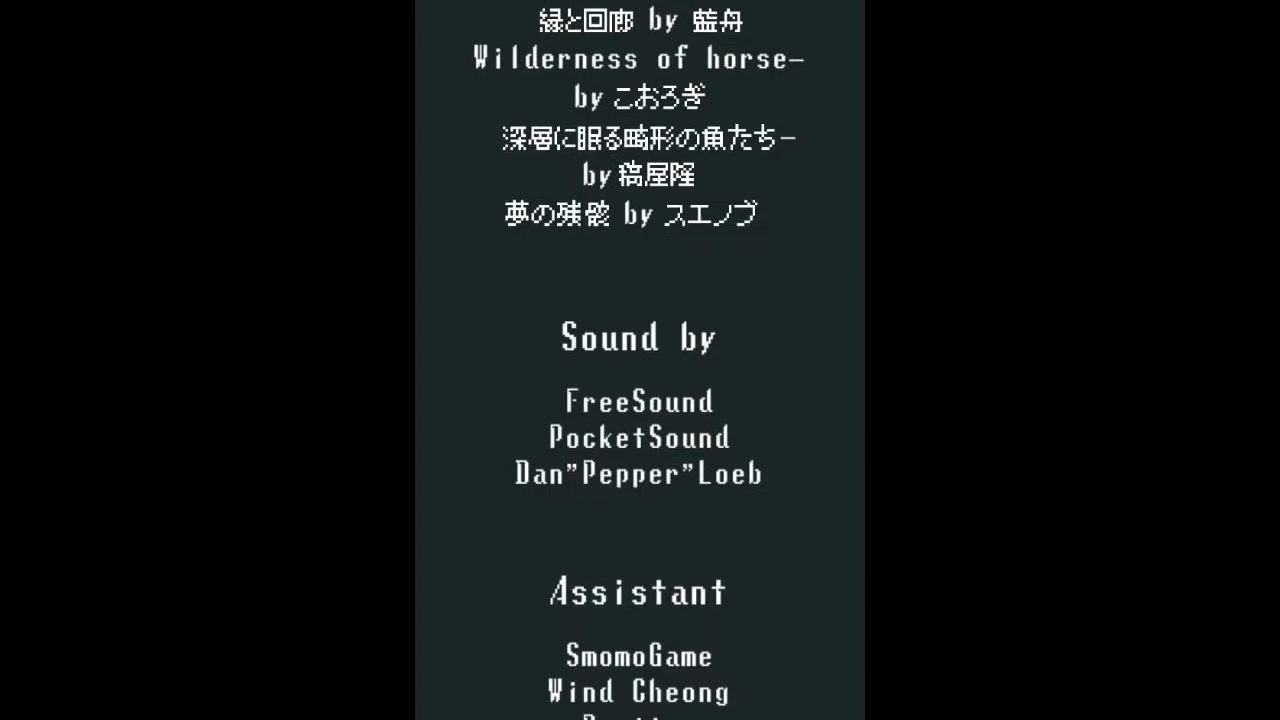 緑と回廊 by 藍舟
Wilderness of horse-
by こおろぎ
深層に眠る畸形の魚たち-
by 稿屋隆
夢の残骸 by スエノヴ
Sound by
FreeSound
PocketSound
Dan"Pepper"Loeb
Assistant
SmomoGame
Wind Cheong